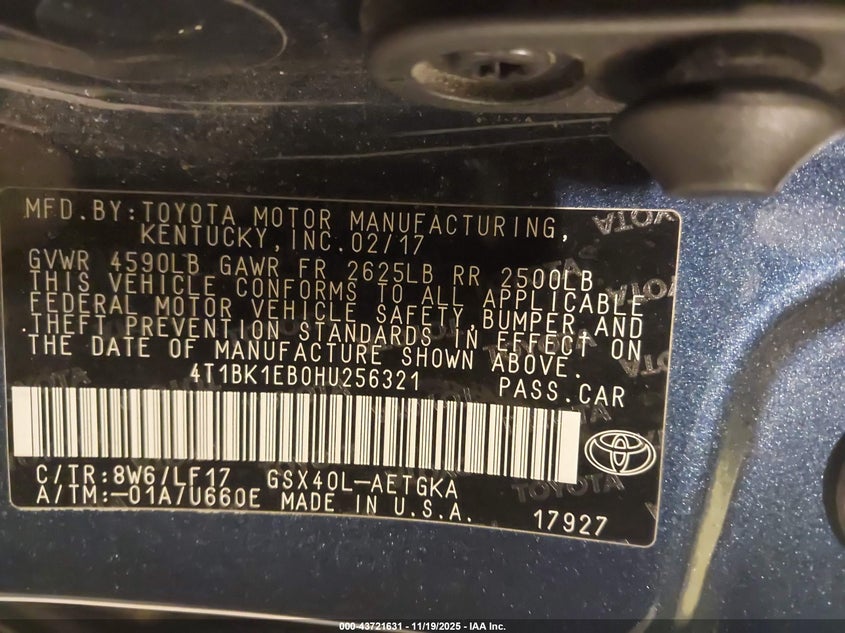 MFD.BY:TOYOTA MOTOR MANUFACTURING,
KENTUCKY,INC.02/17
GVWR 4590LB GAWR FR 2625LB RR 2500LB
THIS VEHICLE CONFORMS TO ALL APPLICABLE
FEDERAL MOTOR VEHICLE SAFETY,BUMPER AND
THEFT PREVENTION STANDARDS IN EFFECT ON
THE DATE OF MANUFACTURE SHOWN ABOVE.
4T1BK1EB0HU256321 PASS.CAR
C/TR:8W6/LF17 GSX40L-AETGKA
A/TM:-01A/U660E MADE IN U.S.A.
17927
TOYOTA
000-43721631 - 11/19/2025 - IAA Inc.